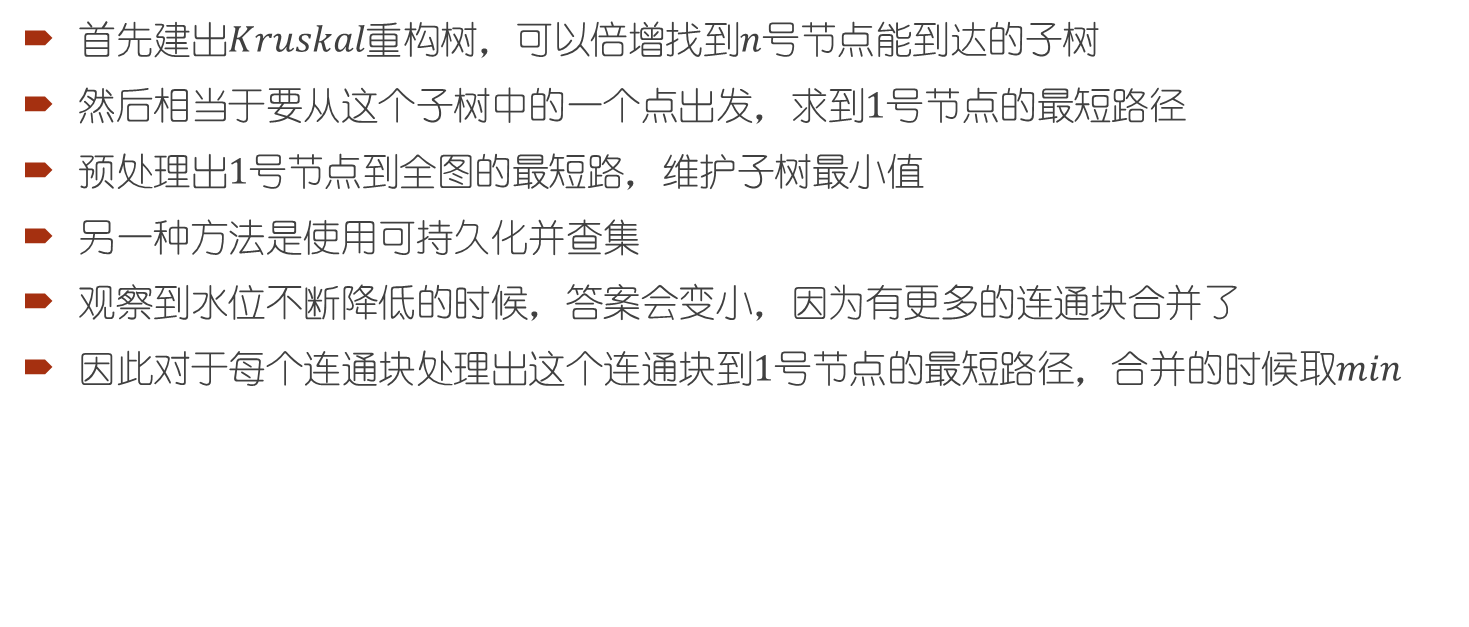 首先建出Kruskal重构树，可以倍增找到n号节点能到达的子树
然后相当于要从这个子树中的一个点出发，求到1号节点的最短路径
预处理出1号节点到全图的最短路，维护子树最小值
另一种方法是使用可持久化并查集
观察到水位不断降低的时候，答案会变小，因为有更多的连通块合并了
因此对于每个连通块处理出这个连通块到1号节点的最短路径，合并的时候取min